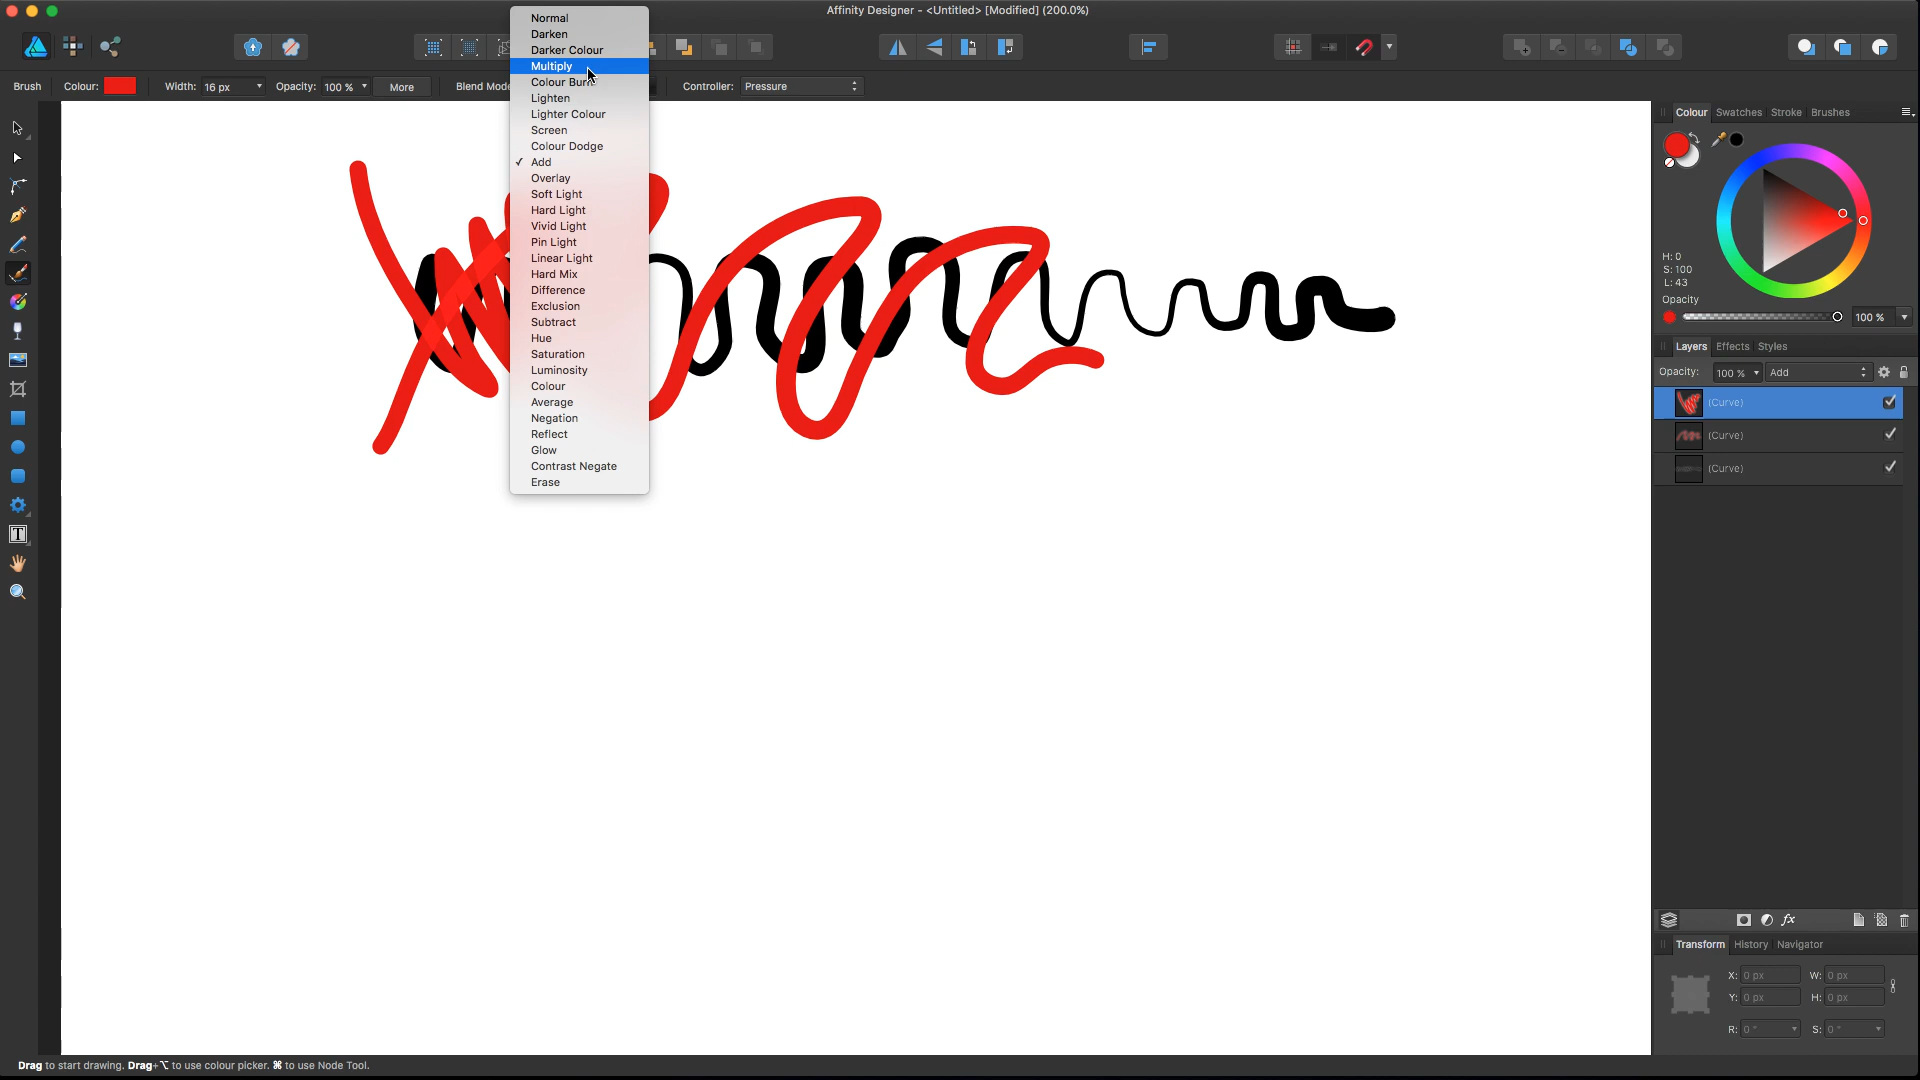 Affinity Designer - <Untitled> [Modified] (200.0%)
Brush Colour: Width: 16 px Opacity: 100 % More Blend Mode Controller: Pressure
Normal
Darken
Darker Colour
Multiply
Colour Burn
Lighten
Lighter Colour
Screen
Colour Dodge
✓ Add
Overlay
Soft Light
Hard Light
Vivid Light
Pin Light
Linear Light
Hard Mix
Difference
Exclusion
Subtract
Hue
Saturation
Luminosity
Colour
Average
Negation
Reflect
Glow
Contrast Negate
Erase
Colour Swatches Stroke Brushes
H: 0
S: 100
L: 43
Opacity
100 %
Layers Effects Styles
Opacity: 100 % Add
(Curve)
(Curve)
(Curve)
fx
Transform History Navigator
X: 0 px W: 0 px
Y: 0 px H: 0 px
R: 0 ° S: 0 °
Drag to start drawing. Drag+⌥ to use colour picker. ⌘ to use Node Tool.